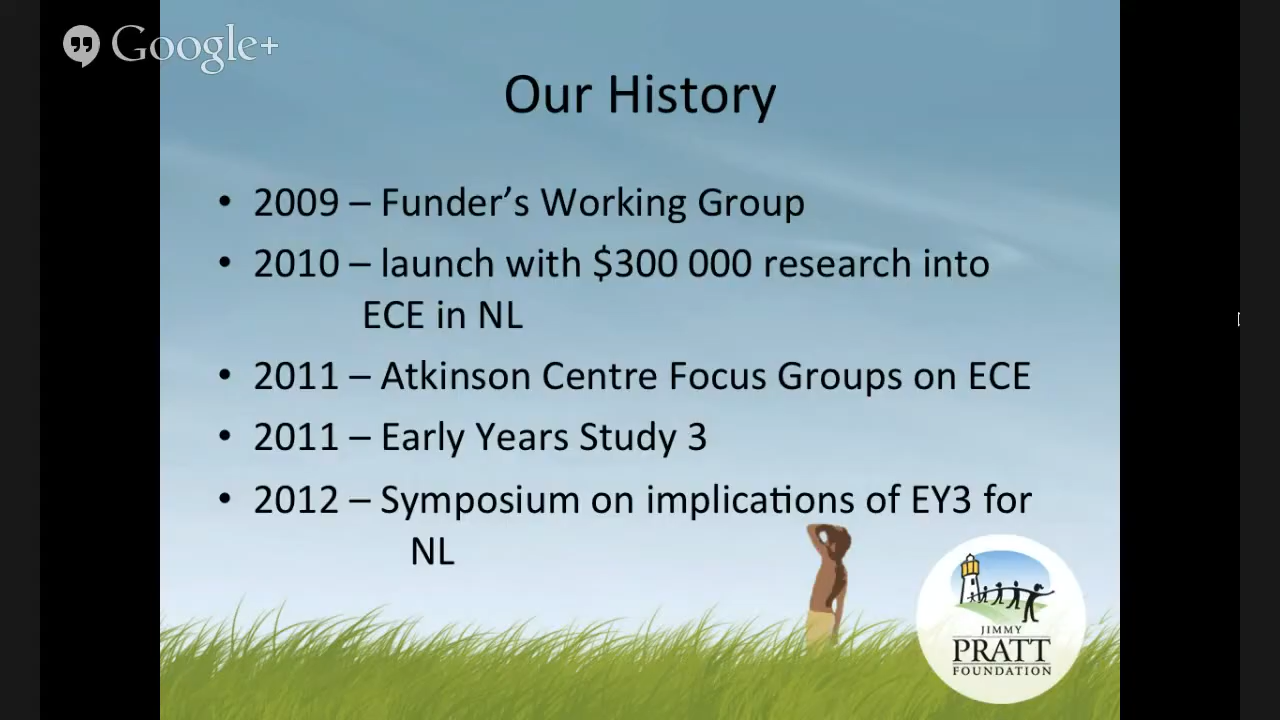 Google+
Our History
• 2009 – Funder’s Working Group
• 2010 – launch with $300 000 research into
ECE in NL
• 2011 – Atkinson Centre Focus Groups on ECE
• 2011 – Early Years Study 3
• 2012 – Symposium on implications of EY3 for
NL
JIMMY
PRATT
FOUNDATION